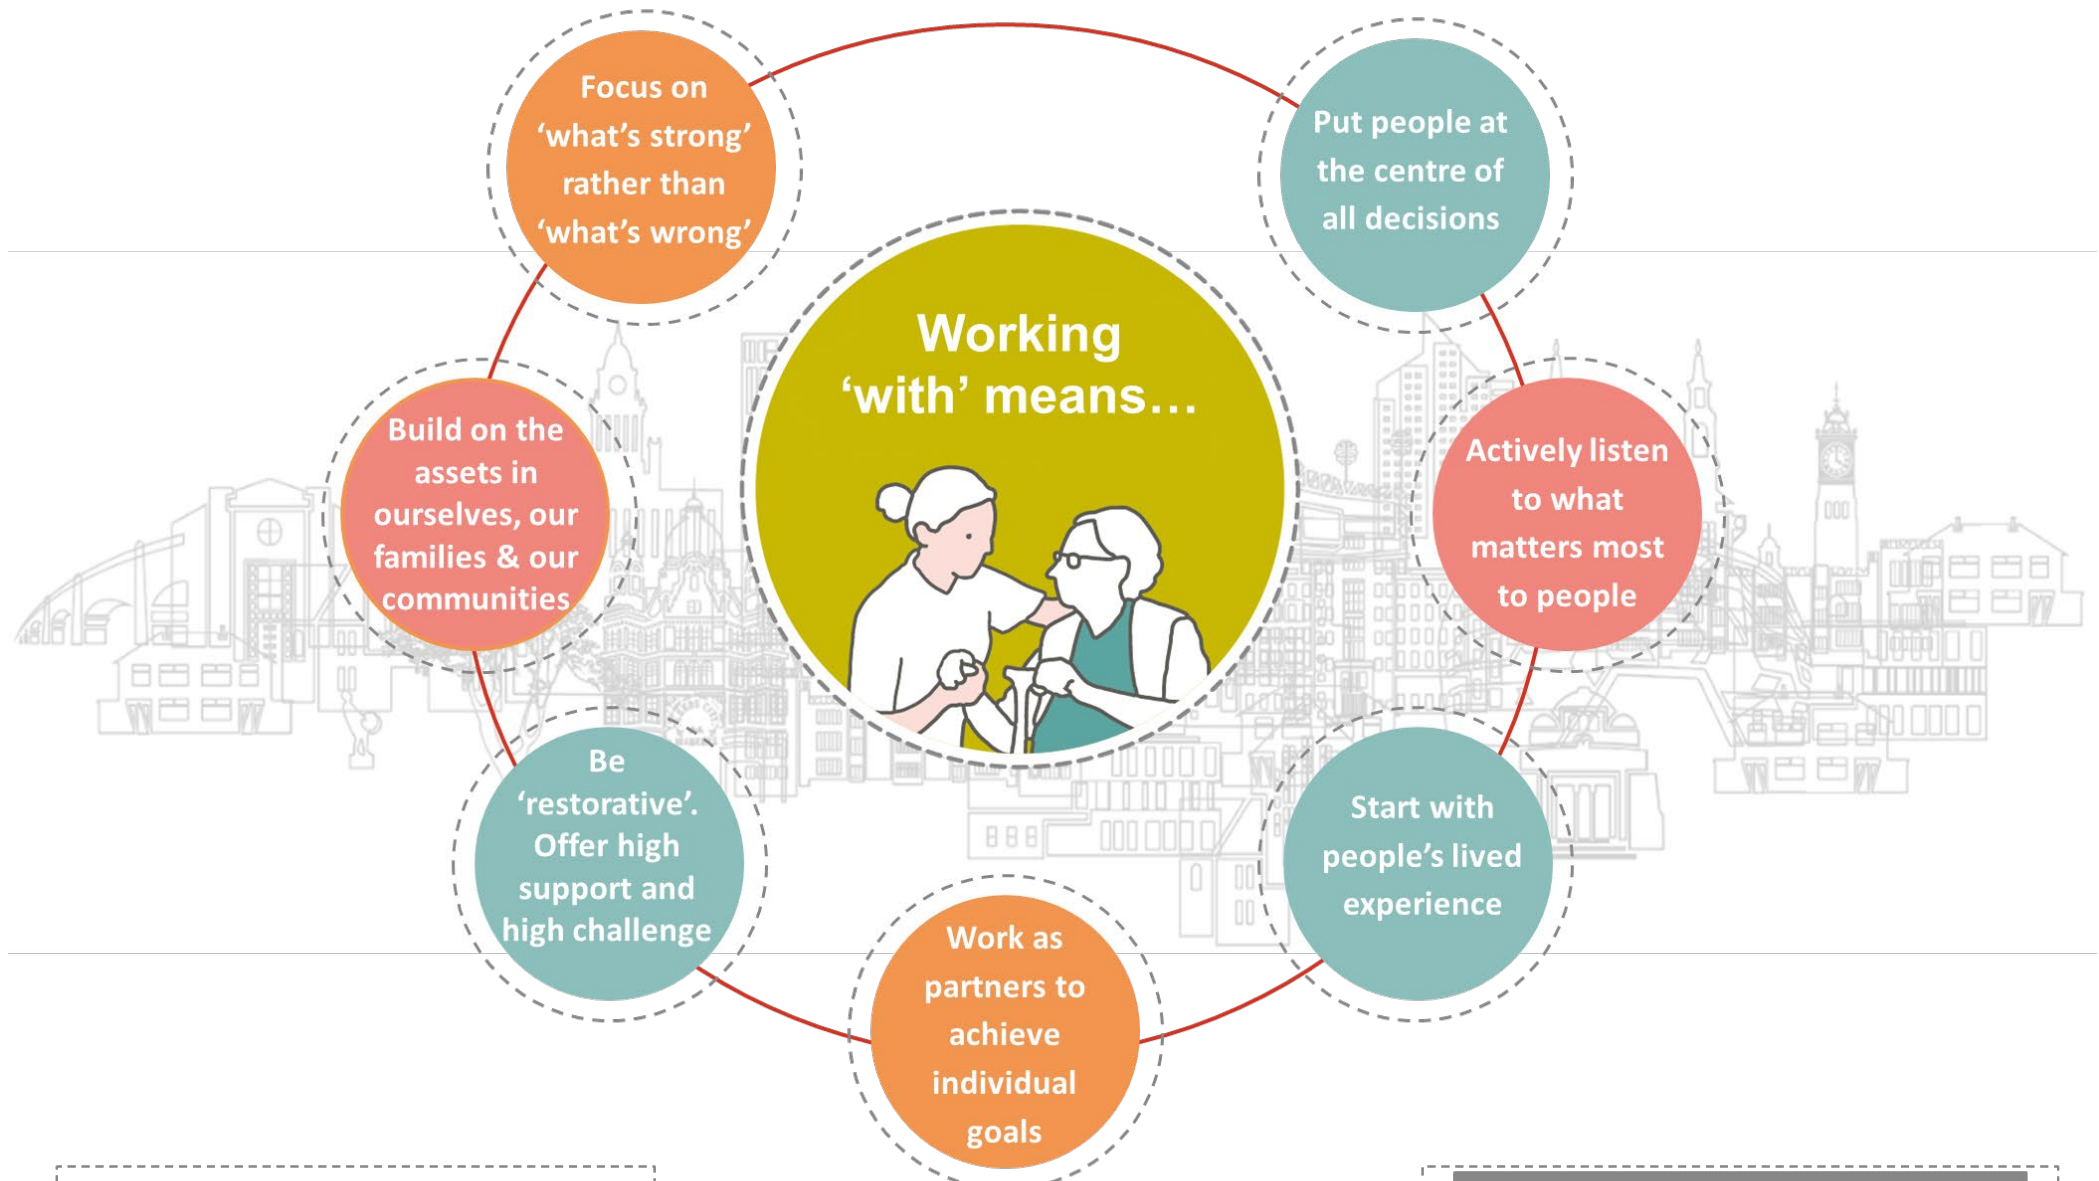 Focus on
‘what’s strong’
rather than
‘what’s wrong’
Put people at
the centre of
all decisions
Working
‘with’ means…
Build on the
assets in
ourselves, our
families & our
communities
Actively listen
to what
matters most
to people
Be
‘restorative’.
Offer high
support and
high challenge
Start with
people’s lived
experience
Work as
partners to
achieve
individual
goals